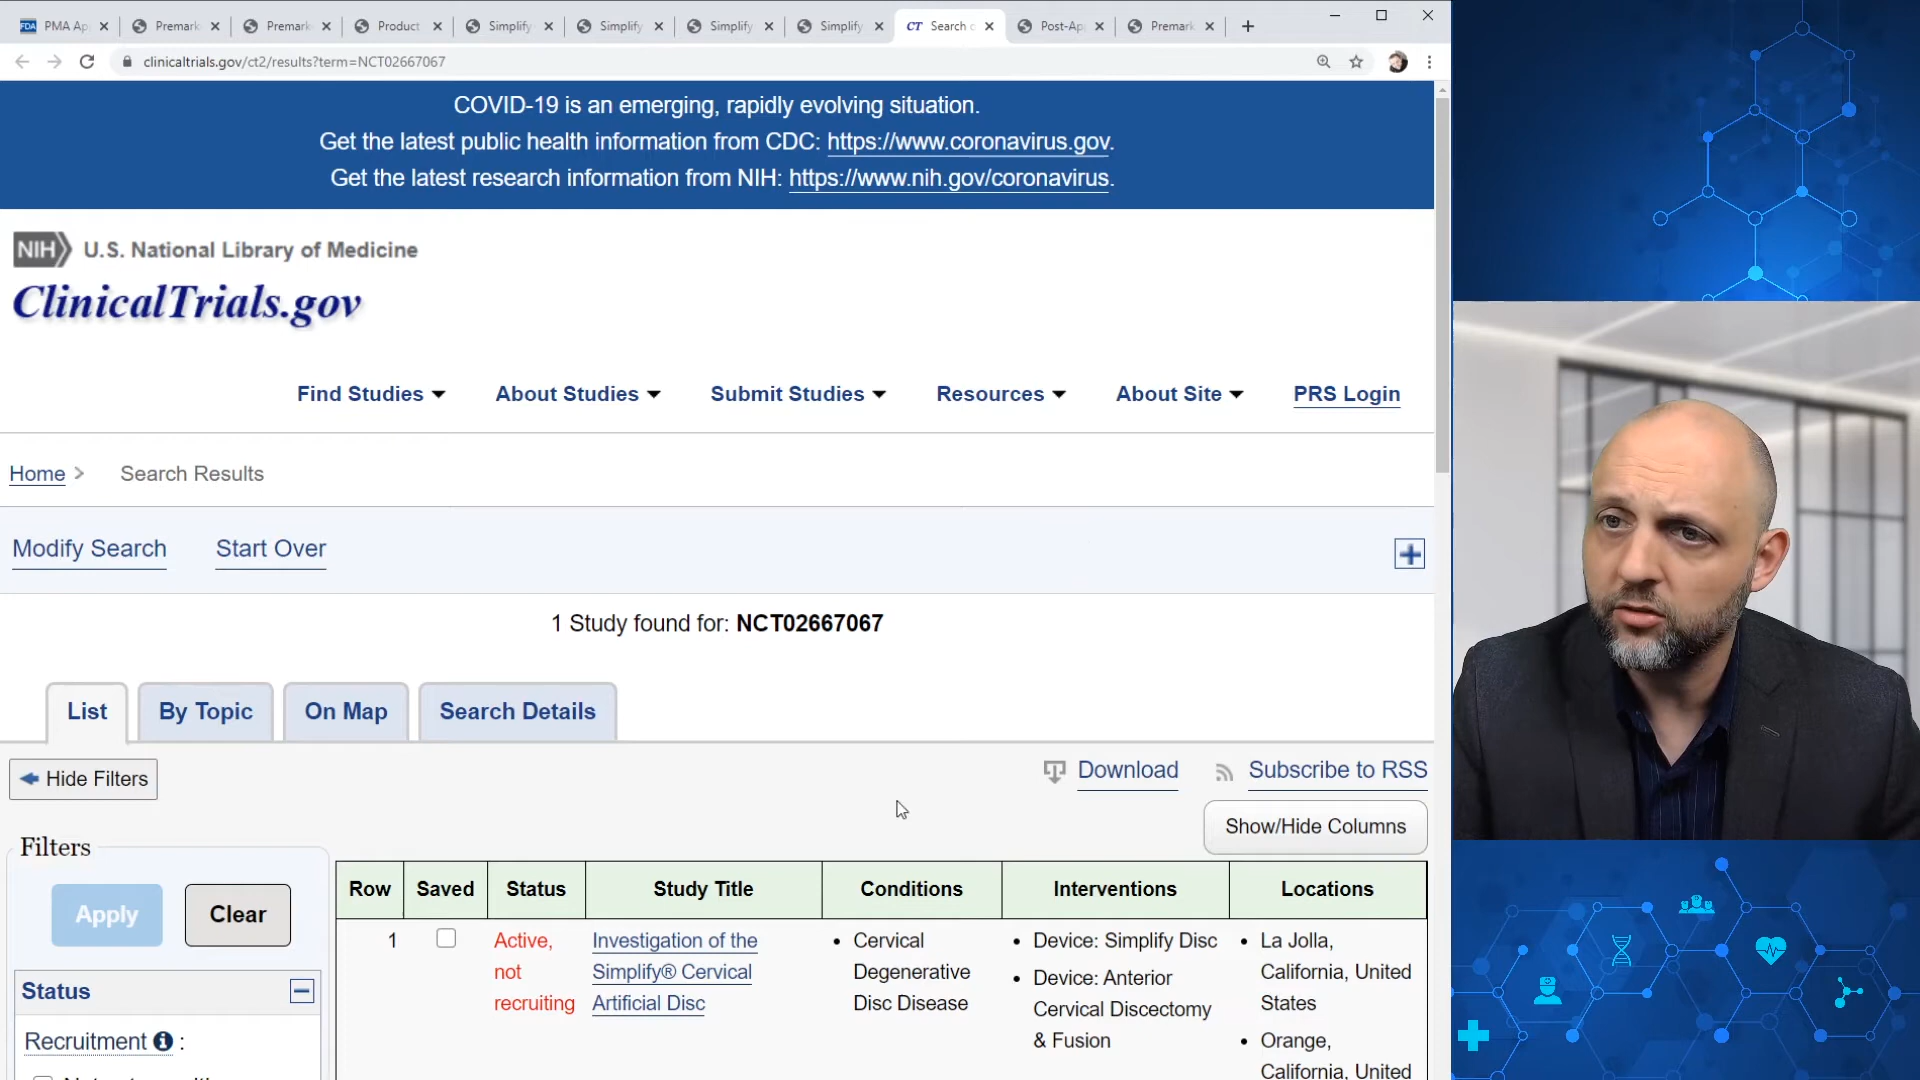 FDA PMA Ap
Premark
Premark
Product
Simplify
Simplify
Simplify
Simplify
CT Search
Post-Ap
Premark
clinicaltrials.gov/ct2/results?term=NCT02667067
COVID-19 is an emerging, rapidly evolving situation.
Get the latest public health information from CDC: https://www.coronavirus.gov.
Get the latest research information from NIH: https://www.nih.gov/coronavirus.
NIH U.S. National Library of Medicine
ClinicalTrials.gov
Find Studies
About Studies
Submit Studies
Resources
About Site
PRS Login
Home > Search Results
Modify Search
Start Over
1 Study found for: NCT02667067
List
By Topic
On Map
Search Details
Hide Filters
Download
Subscribe to RSS
Show/Hide Columns
Filters
Apply
Clear
Status
Recruitment :
Row
Saved
Status
Study Title
Conditions
Interventions
Locations
1
Active,
not
recruiting
Investigation of the
Simplify® Cervical
Artificial Disc
• Cervical
Degenerative
Disc Disease
• Device: Simplify Disc
• Device: Anterior
Cervical Discectomy
& Fusion
• La Jolla,
California, United
States
• Orange,
California, United